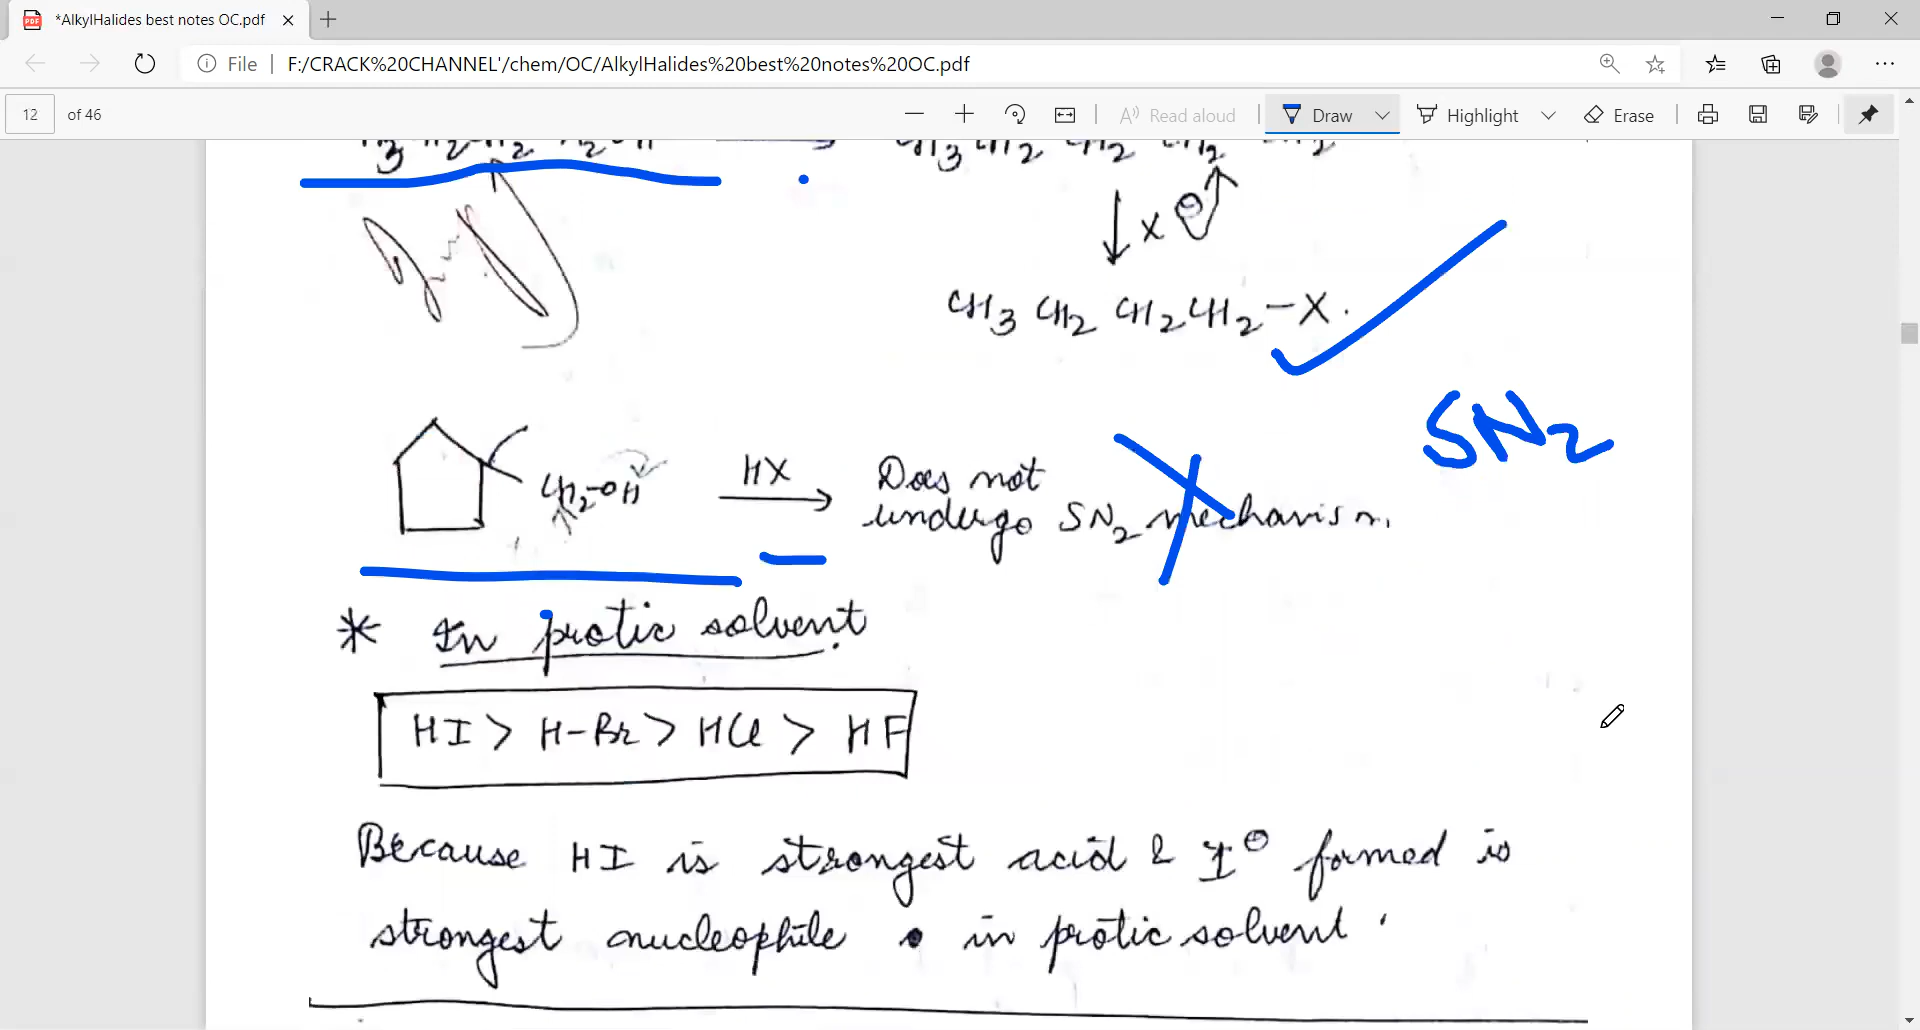 *AlkylHalides best notes OC.pdf
File F:/CRACK%20CHANNEL'/chem/OC/AlkylHalides%20best%20notes%20OC.pdf
12 of 46 Read aloud Draw Highlight Erase
↓ X⊖
CH3 CH2 CH2CH2-X.
SN2
CH2-OH HX → Does not
undergo SN2 mechanism.
* In protic solvent
HI > H-Br > HCl > HF
Because HI is strongest acid & I⊖ formed is
strongest nucleophile in protic solvent